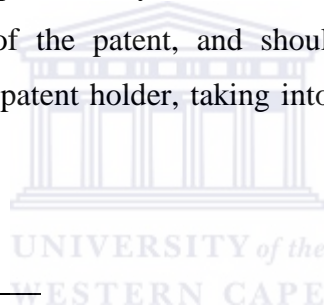 of the patent, and shoul
patent holder, taking into
UNIVERSITY of the
WESTERN CAPE